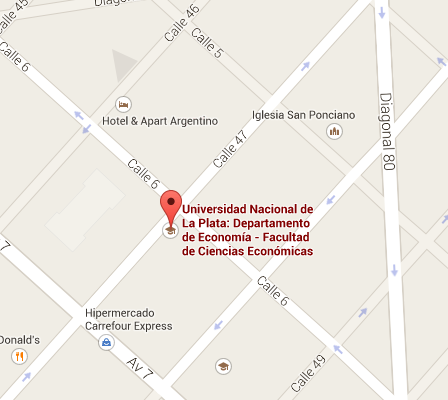 Calle 45
Diagonal
Calle 46
Calle 5
Calle 6
Hotel & Apart Argentino
Iglesia San Ponciano
Diagonal 80
Calle 47
Calle 6
Universidad Nacional de
La Plata: Departamento
de Economía - Facultad
de Ciencias Económicas
7
Calle 6
Hipermercado
Carrefour Express
Donald's
Av 7
Calle 49